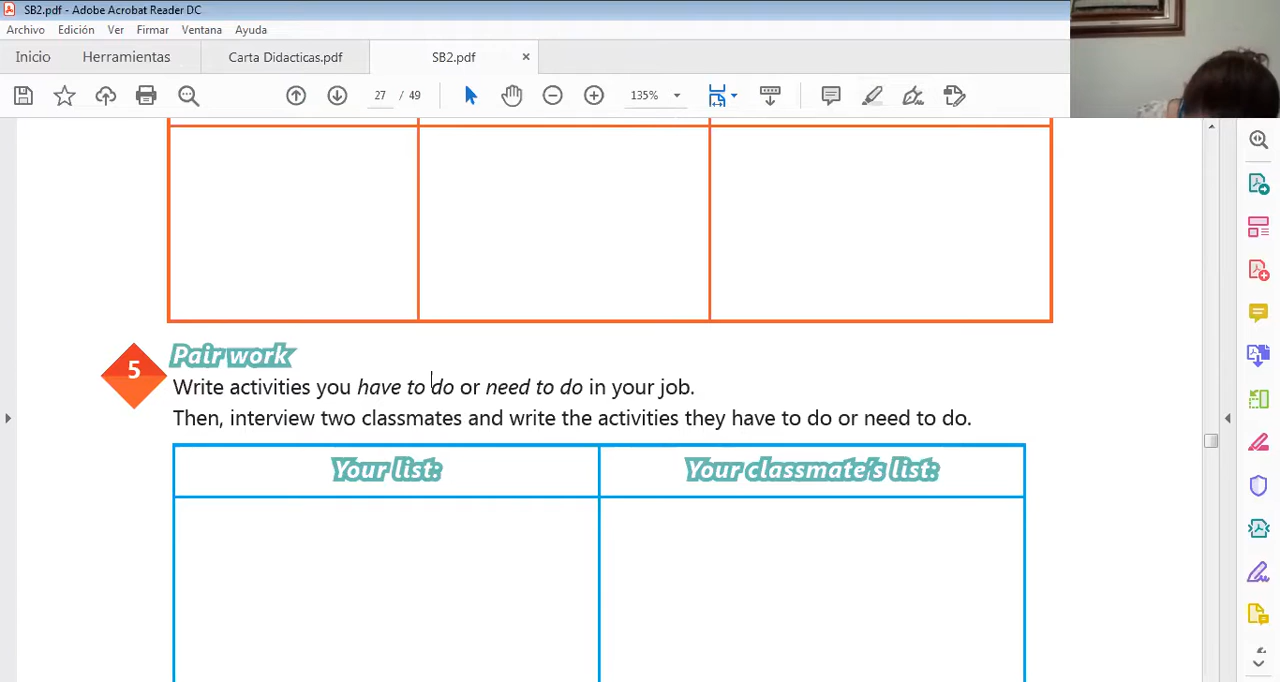 SB2.pdf - Adobe Acrobat Reader DC
Archivo Edición Ver Firmar Ventana Ayuda
Inicio Herramientas Carta Didacticas.pdf SB2.pdf ×
27 / 49 135%
5 Pair work
Write activities you have to do or need to do in your job.
Then, interview two classmates and write the activities they have to do or need to do.
Your list: Your classmate's list: